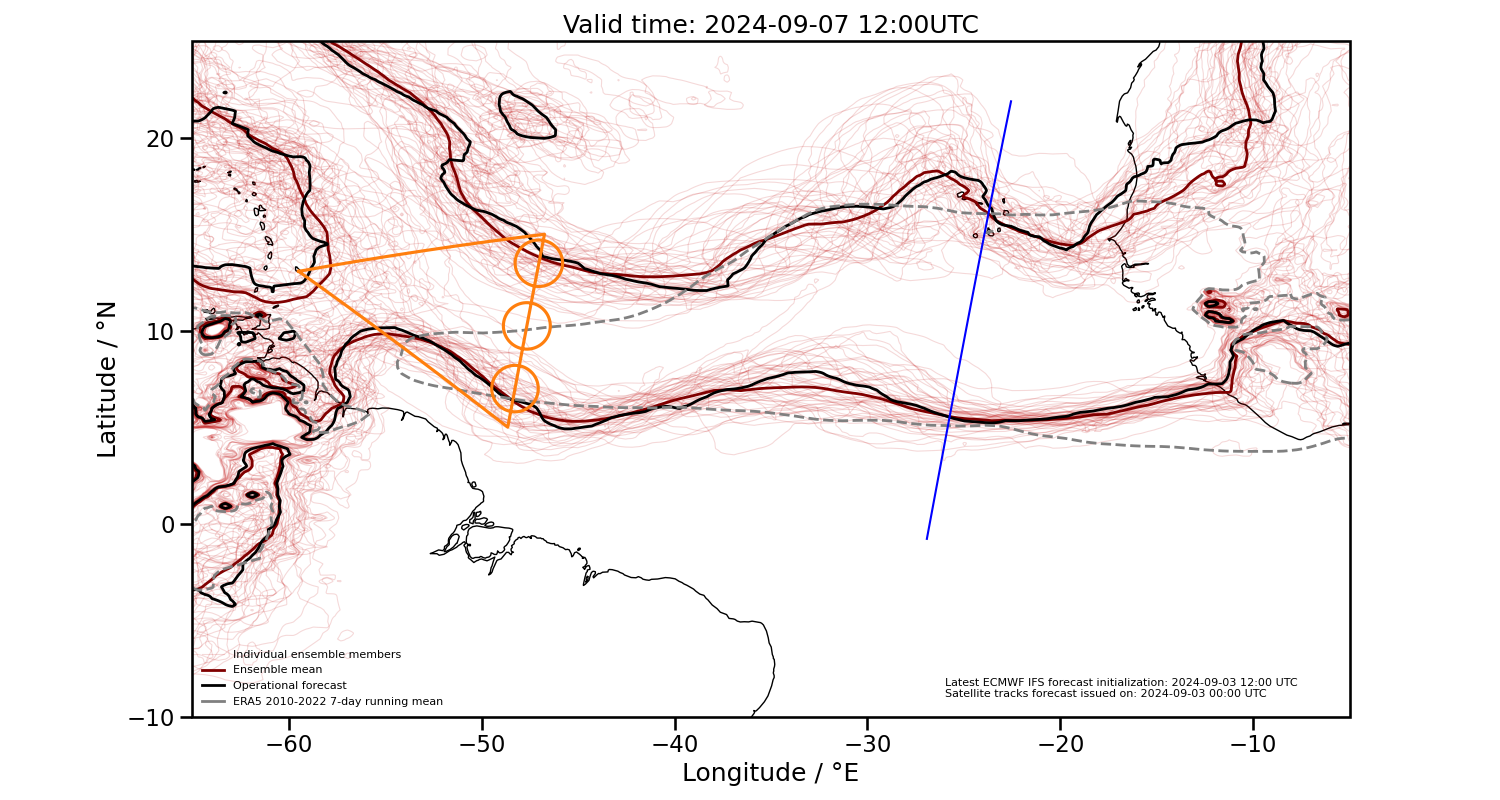 Valid time: 2024-09-07 12:00UTC
20
10
0
−10
Latitude / °N
Individual ensemble members
Ensemble mean
Operational forecast
ERA5 2010-2022 7-day running mean
Latest ECMWF IFS forecast initialization: 2024-09-03 12:00 UTC
Satellite tracks forecast issued on: 2024-09-03 00:00 UTC
−60
−50
−40
−30
−20
−10
Longitude / °E